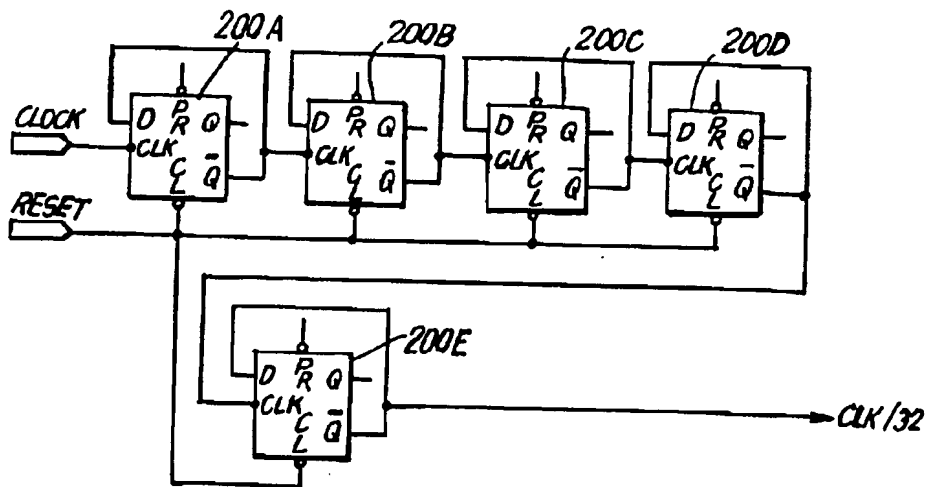 200A
200B
200C
200D
CLOCK
D PR Q
CLK
CL Q̅
D PR Q
CLK
CL Q̅
D PR Q
CLK
CL Q̅
D PR Q
CLK
CL Q̅
RESET
200E
D PR Q
CLK
CL Q̅
CLK/32